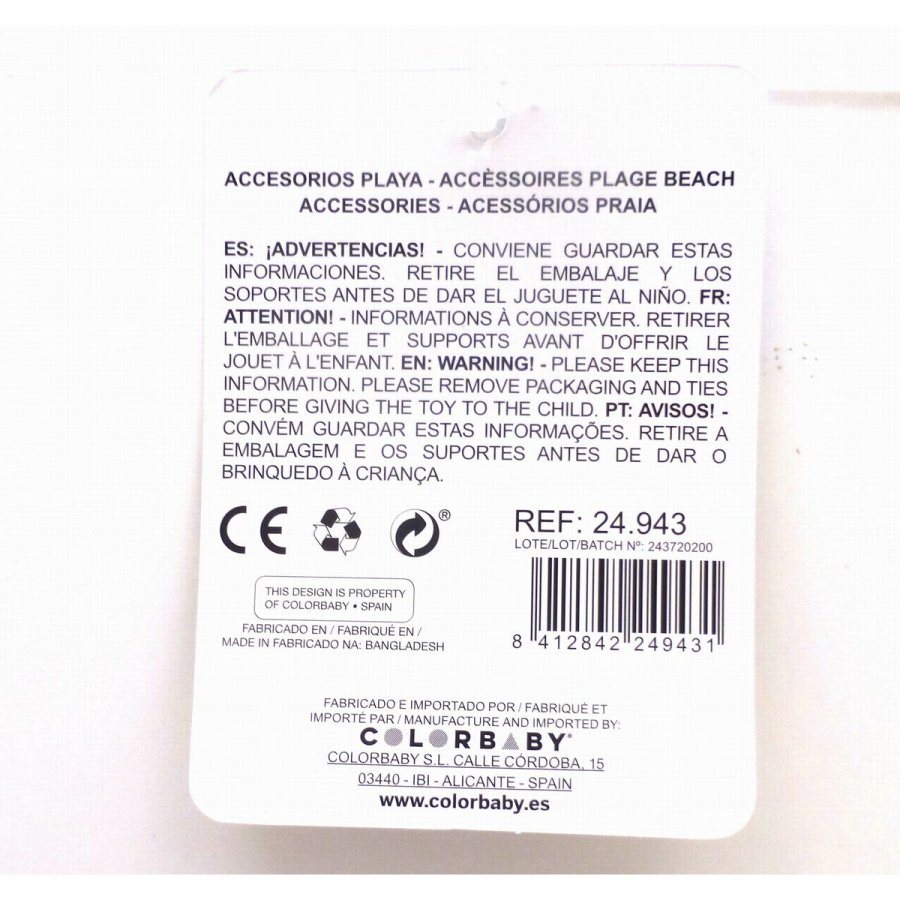 ACCESORIOS PLAYA - ACCÈSSOIRES PLAGE BEACH
ACCESSORIES - ACESSÓRIOS PRAIA
ES: ¡ADVERTENCIAS! - CONVIENE GUARDAR ESTAS
INFORMACIONES. RETIRE EL EMBALAJE Y LOS
SOPORTES ANTES DE DAR EL JUGUETE AL NIÑO. FR:
ATTENTION! - INFORMATIONS À CONSERVER. RETIRER
L'EMBALLAGE ET SUPPORTS AVANT D'OFFRIR LE
JOUET À L'ENFANT. EN: WARNING! - PLEASE KEEP THIS
INFORMATION. PLEASE REMOVE PACKAGING AND TIES
BEFORE GIVING THE TOY TO THE CHILD. PT: AVISOS! -
CONVÉM GUARDAR ESTAS INFORMAÇÕES. RETIRE A
EMBALAGEM E OS SUPORTES ANTES DE DAR O
BRINQUEDO À CRIANÇA.
CE ®
REF: 24.943
LOTE/LOT/BATCH Nº: 243720200
THIS DESIGN IS PROPERTY
OF COLORBABY • SPAIN
FABRICADO EN / FABRIQUÉ EN /
MADE IN FABRICADO NA: BANGLADESH
8 412842 249431
FABRICADO E IMPORTADO POR / FABRIQUÉ ET
IMPORTÉ PAR / MANUFACTURE AND IMPORTED BY:
COLORBABY®
COLORBABY S.L. CALLE CÓRDOBA, 15
03440 - IBI - ALICANTE - SPAIN
www.colorbaby.es